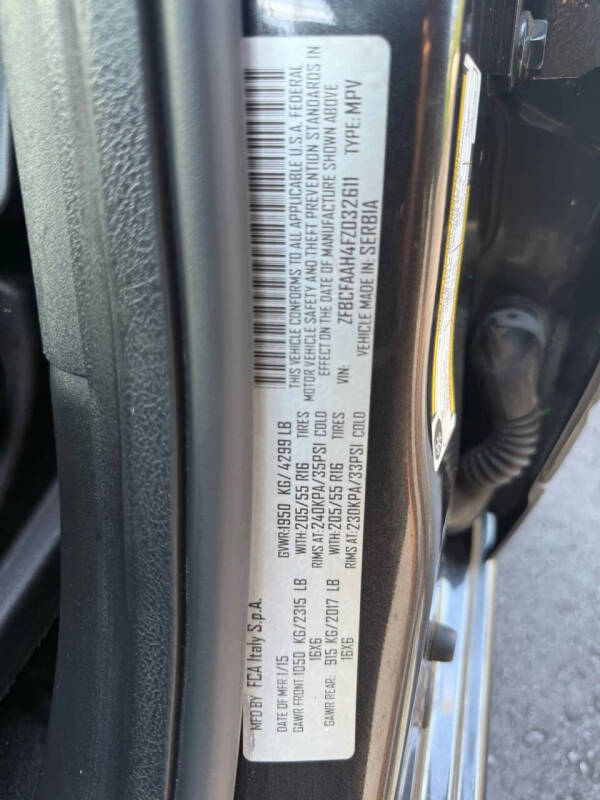 MFD BY FCA Italy S.p.A.
DATE OF MFR:1/15 GVWR:1950 KG/4299 LB
GAWR FRONT:1050 KG/2315 LB WITH:205/55 R16 TIRES
16X6 RIMS AT:240KPA/35PSI COLD
GAWR REAR: 915 KG/2017 LB WITH:205/55 R16 TIRES
16X6 RIMS AT:230KPA/33PSI COLD
THIS VEHICLE CONFORMS TO ALL APPLICABLE U.S.A. FEDERAL
MOTOR VEHICLE SAFETY AND THEFT PREVENTION STANDARDS IN
EFFECT ON THE DATE OF MANUFACTURE SHOWN ABOVE
VIN: ZFBCFAAH4FZ032611 TYPE: MPV
VEHICLE MADE IN: SERBIA